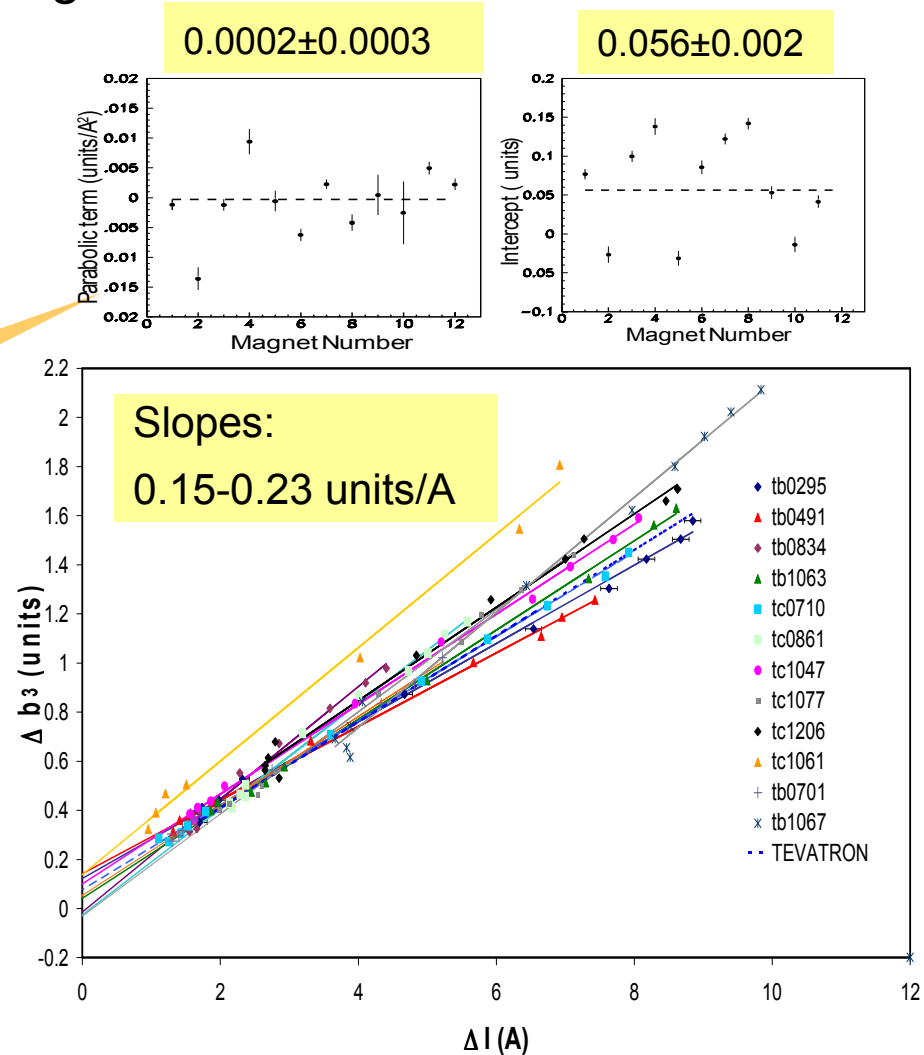 0.0002±0.0003
0.056±0.002
0.02
.015
0.01
.005
0
.005
0.01
.015
0.02
0 2 4 6 8 10 12
Parabolic term (units/A²)
Magnet Number
0.2
0.15
0.1
0.05
0
0.05
−0.1
0 2 4 6 8 10 12
Intercept ( units)
Magnet Number
Slopes:
0.15-0.23 units/A
2.2
2
1.8
1.6
1.4
1.2
1
0.8
0.6
0.4
0.2
0
-0.2
Δ b3 (units)
tb0295
tb0491
tb0834
tb1063
tc0710
tc0861
tc1047
tc1077
tc1206
tc1061
tb0701
tb1067
TEVATRON
0 2 4 6 8 10 12
Δ I (A)